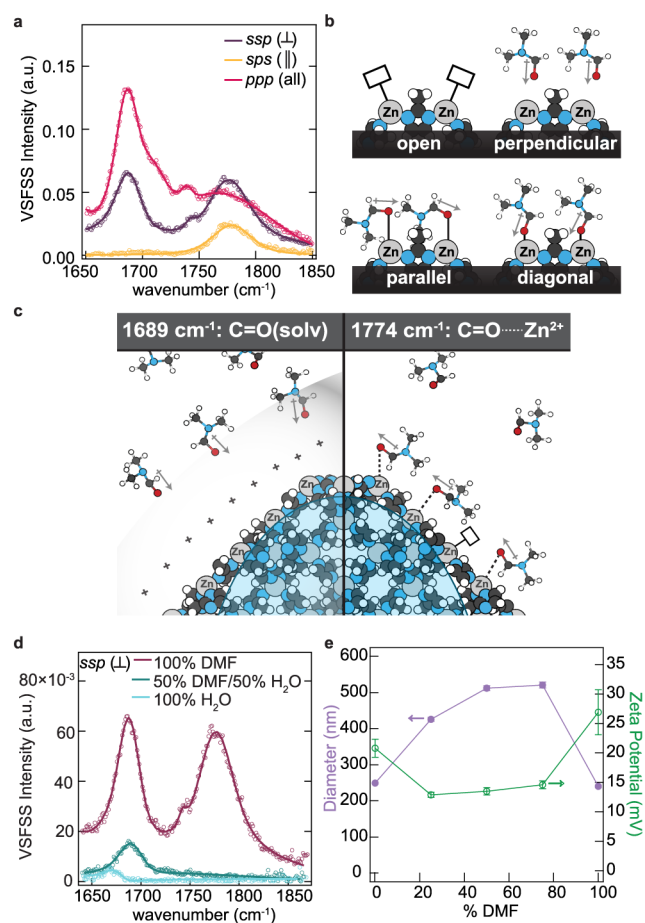 a
ssp (⊥)
sps (∥)
ppp (all)
0.15
0.10
0.05
0.00
VSFSS Intensity (a.u.)
1650 1700 1750 1800 1850
wavenumber (cm⁻¹)
b
Zn Zn
open
Zn Zn
perpendicular
Zn Zn
parallel
Zn Zn
diagonal
c
1689 cm⁻¹: C=O(solv)
1774 cm⁻¹: C=O······Zn²⁺
Zn Zn Zn
Zn Zn
Zn Zn
Zn Zn
d
ssp (⊥)
100% DMF
50% DMF/50% H₂O
100% H₂O
80×10⁻³
60
40
20
0
VSFSS Intensity (a.u.)
1650 1700 1750 1800 1850
wavenumber (cm⁻¹)
e
600
500
400
300
200
100
0
Diameter (nm)
35
30
25
20
15
10
5
0
Zeta Potential (mV)
0 20 40 60 80 100
% DMF